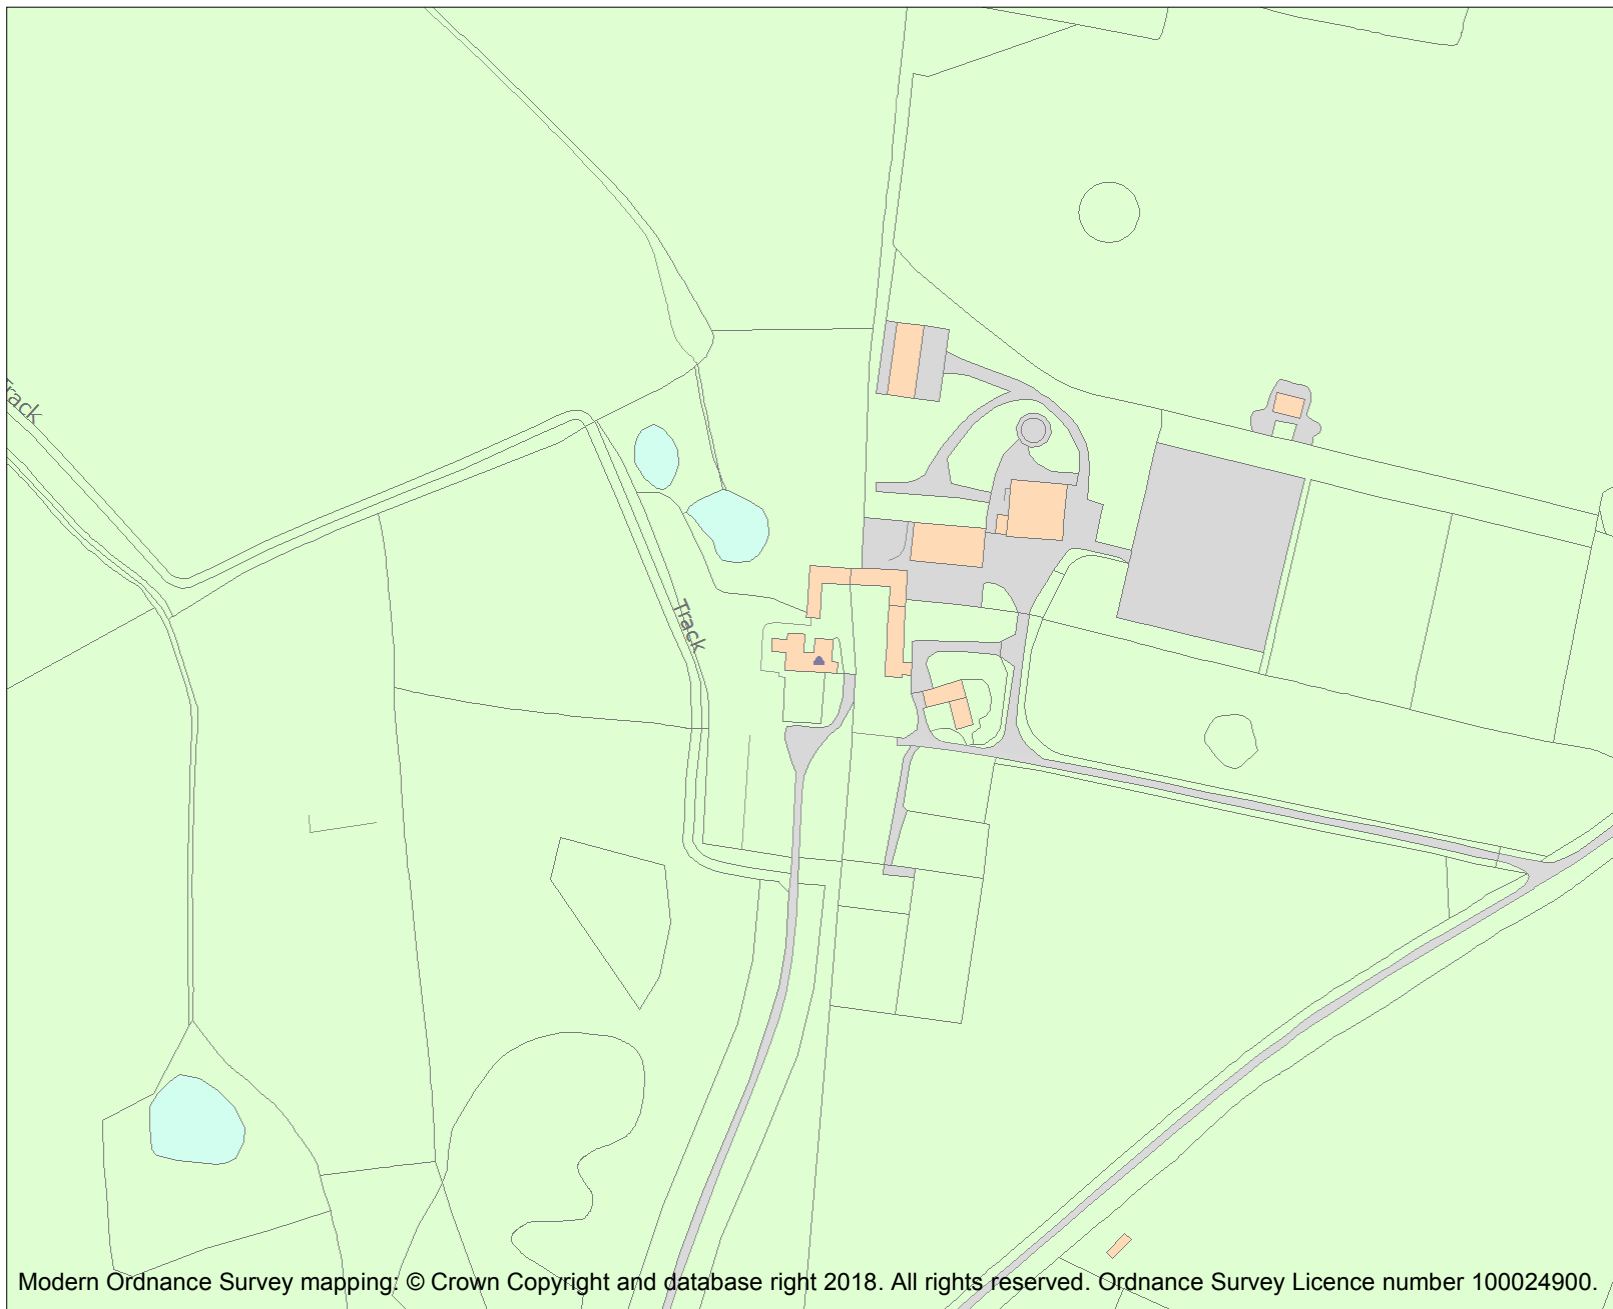 Track
Track
Modern Ordnance Survey mapping: © Crown Copyright and database right 2018. All rights reserved. Ordnance Survey Licence number 100024900.